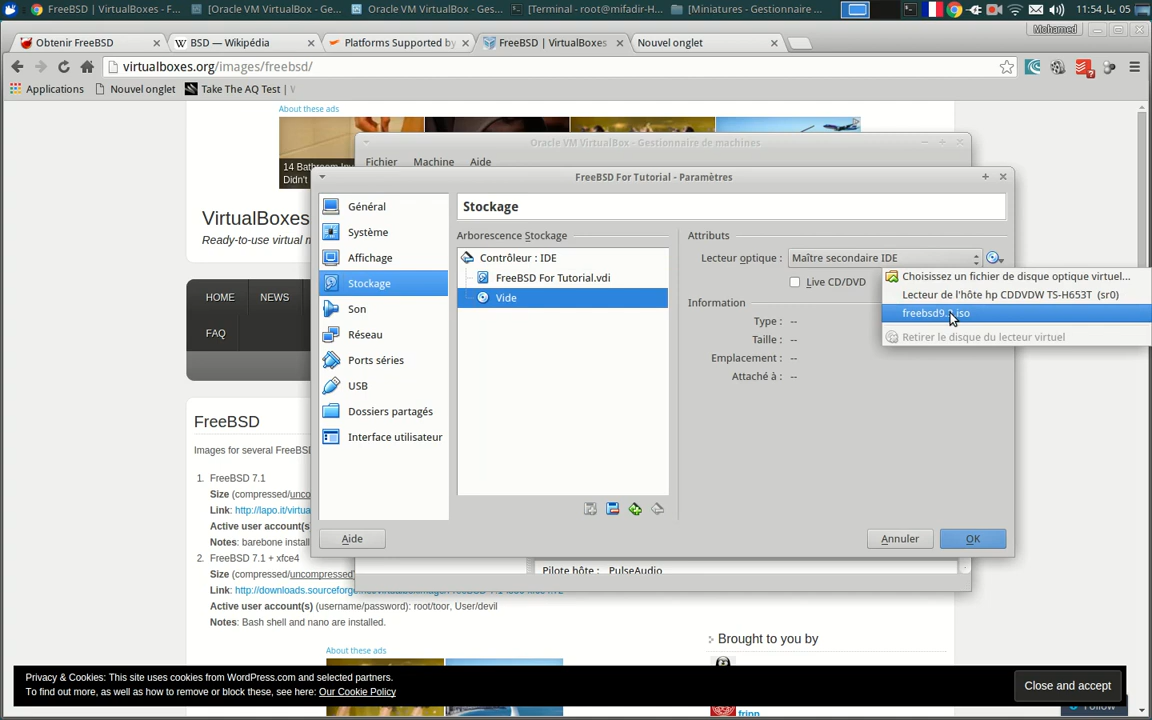 FreeBSD | VirtualBoxes - F...
[Oracle VM VirtualBox - Ge...
Oracle VM VirtualBox - Ges...
[Terminal - root@mifadir-H...
[Miniatures - Gestionnaire ...
11:54
Obtenir FreeBSD
BSD — Wikipédia
Platforms Supported by
FreeBSD | VirtualBoxes
Nouvel onglet
Mohamed
virtualboxes.org/images/freebsd/
Applications
Nouvel onglet
Take The AQ Test |
About these ads
14 Bathroom
Didn't
VirtualBoxes
Ready-to-use virtual
HOME
NEWS
FAQ
Oracle VM VirtualBox - Gestionnaire de machines
Fichier
Machine
Aide
FreeBSD For Tutorial - Paramètres
Général
Système
Affichage
Stockage
Son
Réseau
Ports séries
USB
Dossiers partagés
Interface utilisateur
Stockage
Arborescence Stockage
Contrôleur : IDE
FreeBSD For Tutorial.vdi
Vide
Attributs
Lecteur optique :
Maître secondaire IDE
Live CD/DVD
Choisissez un fichier de disque optique virtuel...
Lecteur de l'hôte hp CDDVDW TS-H653T (sr0)
Retirer le disque du lecteur virtuel
Information
Type : --
Taille : --
Emplacement : --
Attaché à : --
Aide
Annuler
OK
Pilote hôte : PulseAudio
FreeBSD
Images for several FreeBSD
1. FreeBSD 7.1
Size (compressed/
Link: http://lapo.it/virtua
Active user account(s)
Notes: barebone install
2. FreeBSD 7.1 + xfce4
Size (compressed/uncompressed
Link:
Active user account(s) (username/password): root/toor, User/devil
Notes: Bash shell and nano are installed.
About these ads
Brought to you by
fripp
Follow
Privacy & Cookies: This site uses cookies from WordPress.com and selected partners.
To find out more, as well as how to remove or block these, see here: Our Cookie Policy
Close and accept